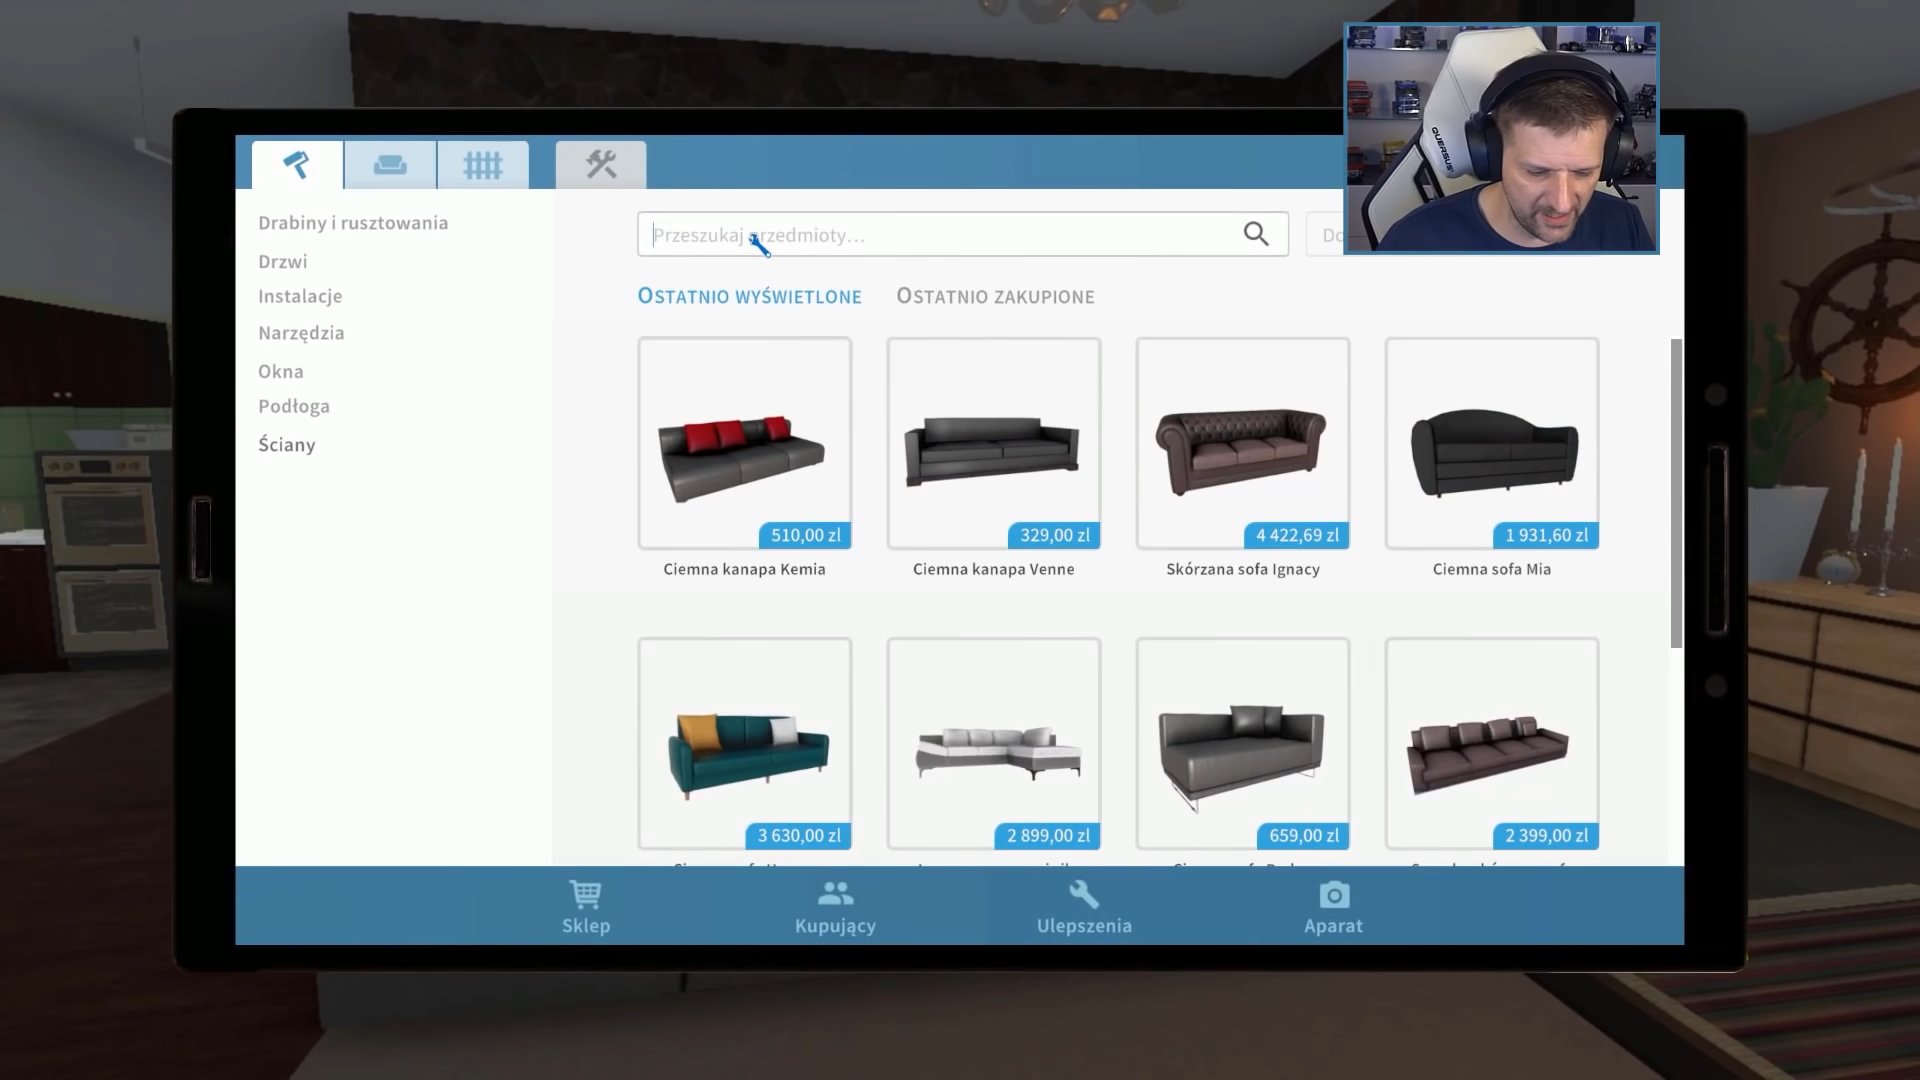 QUERSUS
Drabiny i rusztowania
Drzwi
Instalacje
Narzędzia
Okna
Podłoga
Ściany
Przeszukaj przedmioty...
OSTATNIO WYŚWIETLONE
OSTATNIO ZAKUPIONE
510,00 zl
329,00 zl
4 422,69 zl
1 931,60 zl
Ciemna kanapa Kemia
Ciemna kanapa Venne
Skórzana sofa Ignacy
Ciemna sofa Mia
3 630,00 zl
2 899,00 zl
659,00 zl
2 399,00 zl
Sklep
Kupujący
Ulepszenia
Aparat